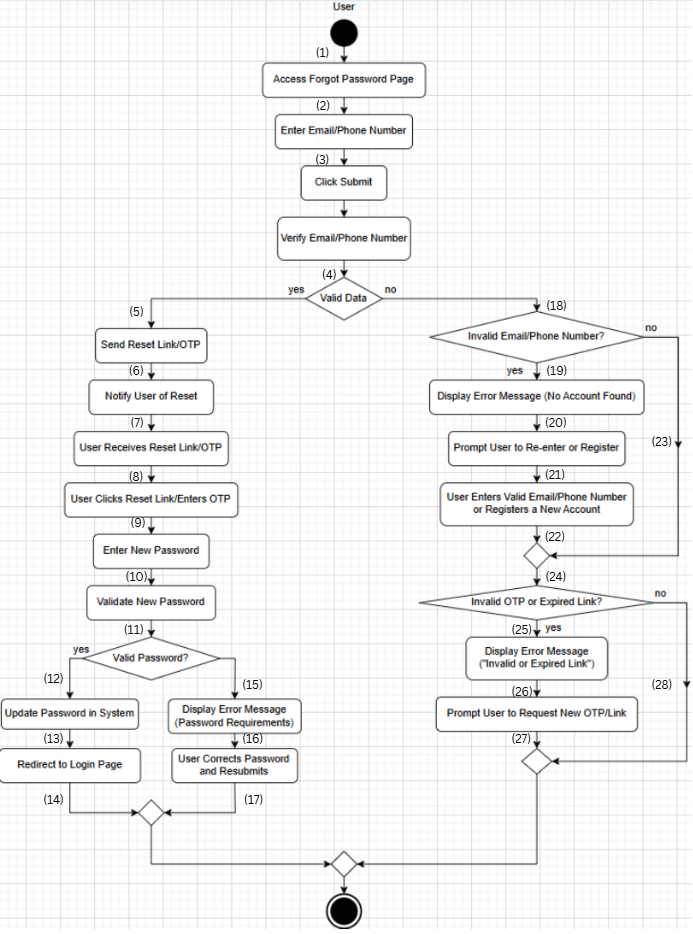 User
(1)
Access Forgot Password Page
(2)
Enter Email/Phone Number
(3)
Click Submit
Verify Email/Phone Number
(4)
yes
Valid Data
no
(5)
Send Reset Link/OTP
(6)
Notify User of Reset
(7)
User Receives Reset Link/OTP
(8)
User Clicks Reset Link/Enters OTP
(9)
Enter New Password
(10)
Validate New Password
(11)
yes
Valid Password?
(12)
Update Password in System
(13)
Redirect to Login Page
(14)
(15)
Display Error Message
(Password Requirements)
(16)
User Corrects Password
and Resubmits
(17)
(18)
Invalid Email/Phone Number?
no
yes
(19)
Display Error Message (No Account Found)
(20)
Prompt User to Re-enter or Register
(23)
(21)
User Enters Valid Email/Phone Number
or Registers a New Account
(22)
(24)
Invalid OTP or Expired Link?
no
(25)
yes
Display Error Message
("Invalid or Expired Link")
(28)
(26)
Prompt User to Request New OTP/Link
(27)